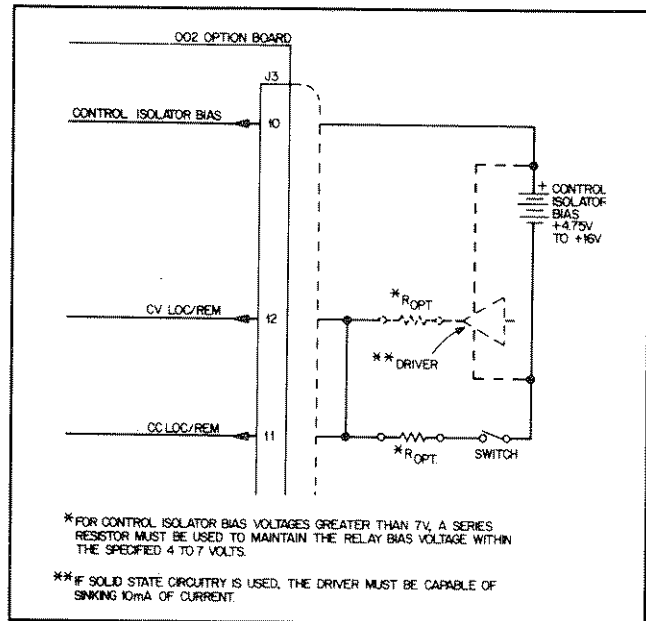 002 OPTION BOARD
J3
CONTROL ISOLATOR BIAS
10
+ CONTROL
ISOLATOR
BIAS
+4.75V
TO +16V
CV LOC/REM
12
*ROPT
**DRIVER
CC LOC/REM
11
*ROPT.
SWITCH
*FOR CONTROL ISOLATOR BIAS VOLTAGES GREATER THAN 7V, A SERIES
RESISTOR MUST BE USED TO MAINTAIN THE RELAY BIAS VOLTAGE WITHIN
THE SPECIFIED 4 TO 7 VOLTS.
**IF SOLID STATE CIRCUITRY IS USED, THE DRIVER MUST BE CAPABLE OF
SINKING 10mA OF CURRENT.